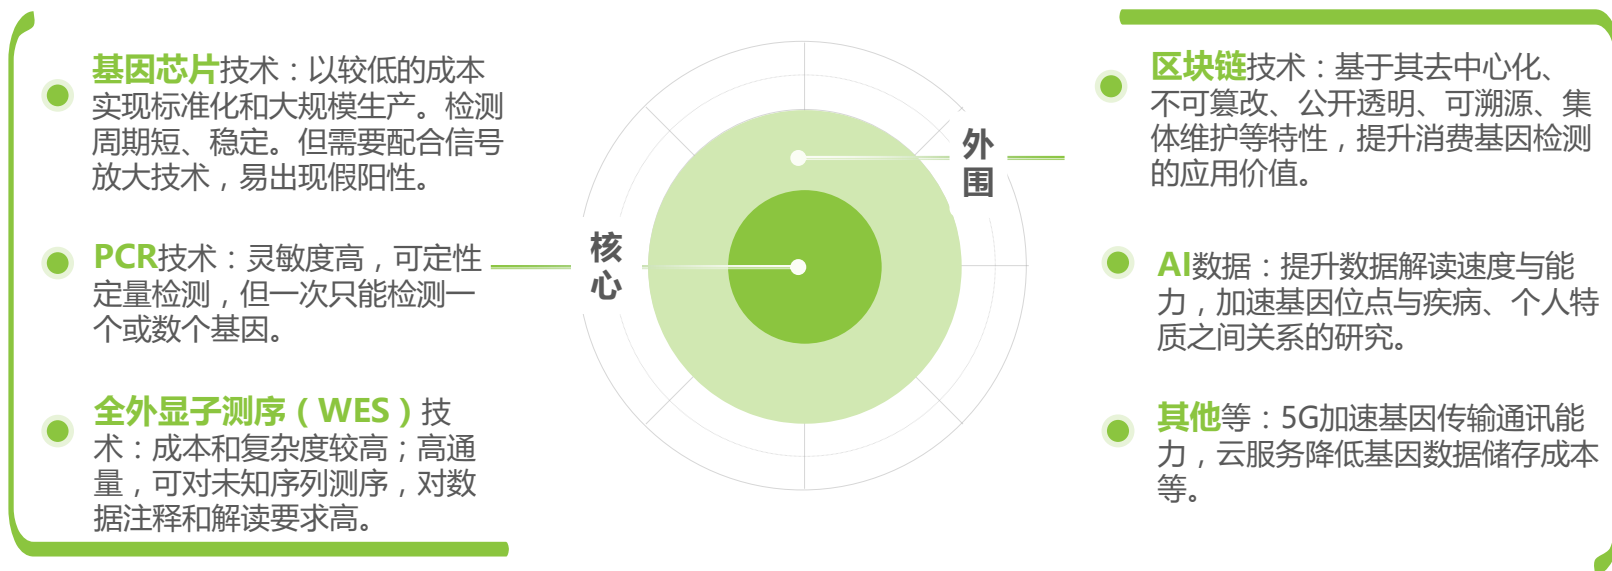 基因芯片技术：以较低的成本
实现标准化和大规模生产。检测
周期短、稳定。但需要配合信号
放大技术，易出现假阳性。
PCR技术：灵敏度高，可定性
定量检测，但一次只能检测一
个或数个基因。
全外显子测序（WES）技
术：成本和复杂度较高；高通
量，可对未知序列测序，对数
据注释和解读要求高。
核
心
外
围
区块链技术：基于其去中心化、
不可篡改、公开透明、可溯源、集
体维护等特性，提升消费基因检测
的应用价值。
AI数据：提升数据解读速度与能
力，加速基因位点与疾病、个人特
质之间关系的研究。
其他等：5G加速基因传输通讯能
力，云服务降低基因数据储存成本
等。